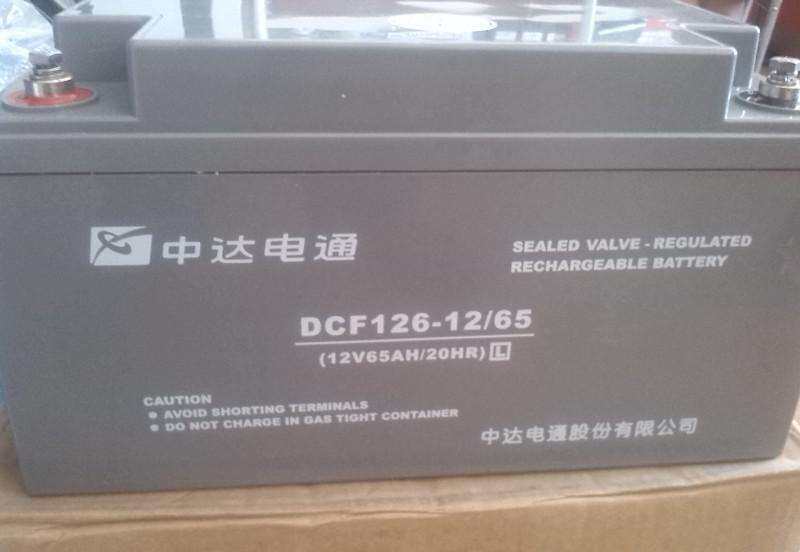 中达电通
SEALED VALVE - REGULATED
RECHARGEABLE BATTERY
DCF126-12/65
(12V65AH/20HR) L
CAUTION
● AVOID SHORTING TERMINALS
● DO NOT CHARGE IN GAS TIGHT CONTAINER
中达电通股份有限公司